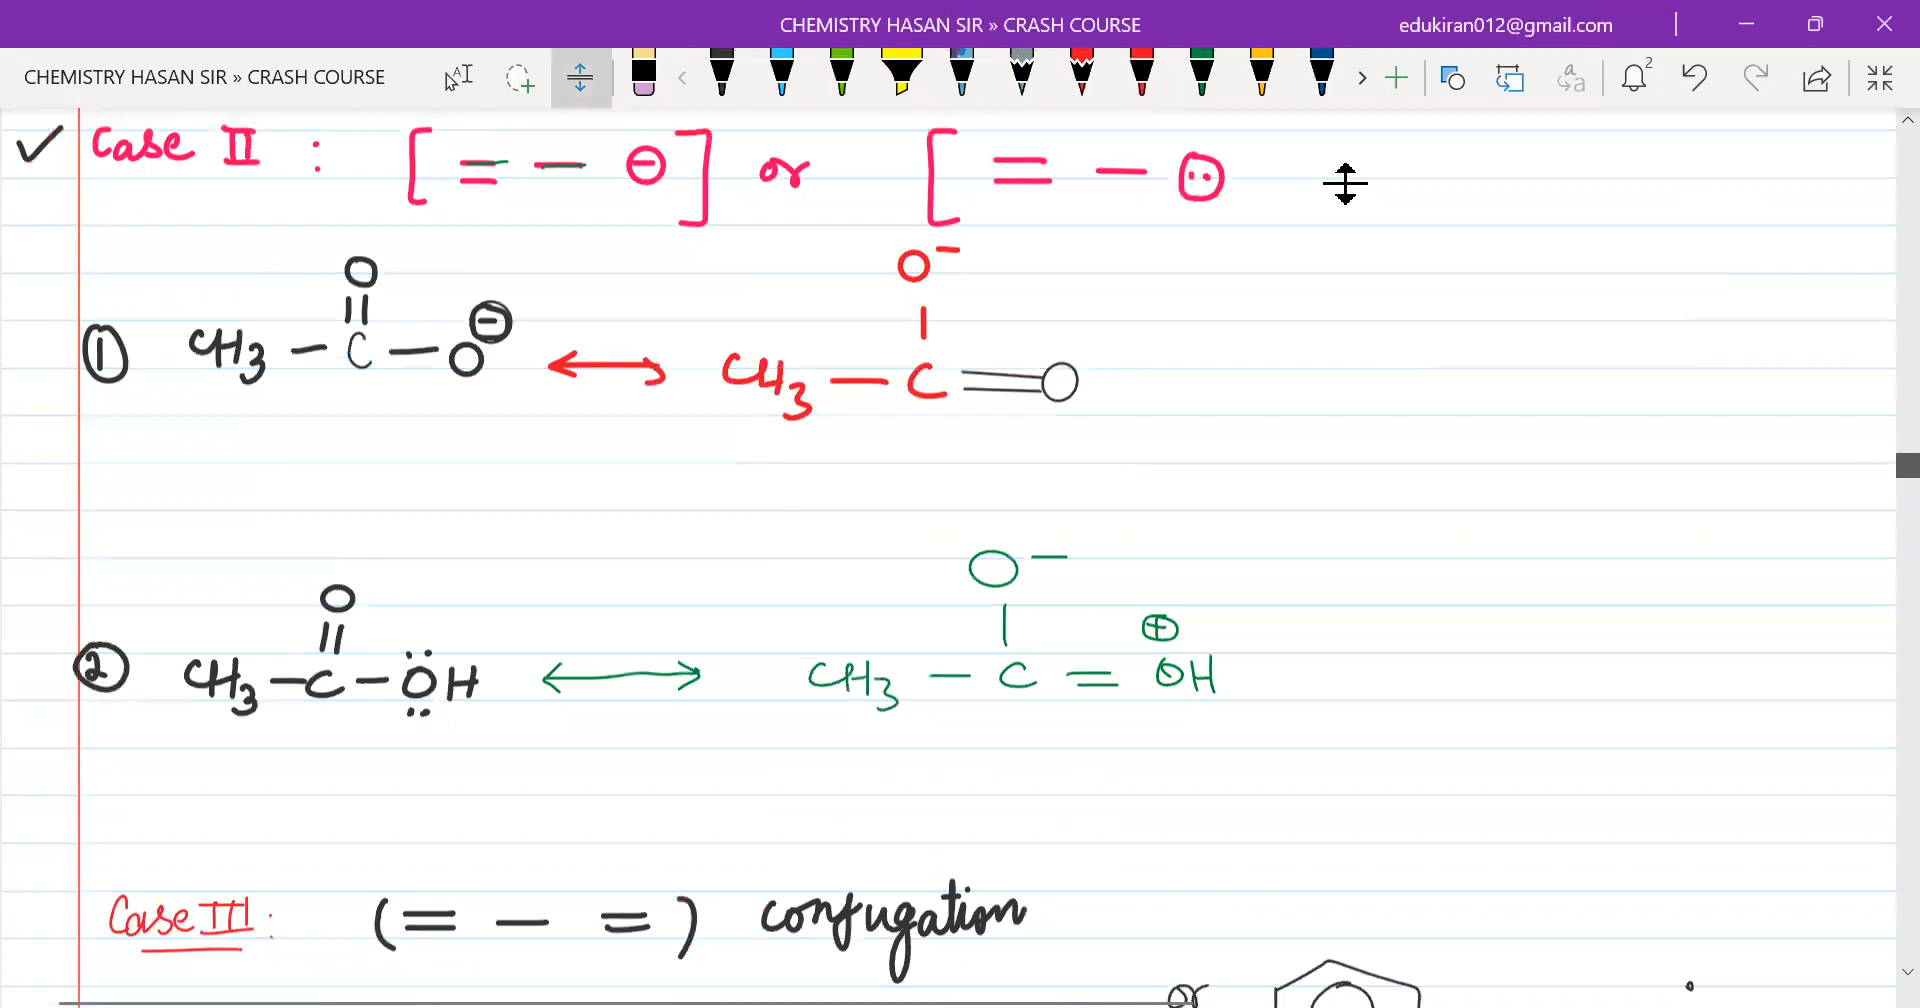 CHEMISTRY HASAN SIR » CRASH COURSE
edukiran012@gmail.com
CHEMISTRY HASAN SIR » CRASH COURSE
2
Case II : [ = − ⊖ ] or [ = − ⊙
O O⁻
|| |
① CH3 − C − O⊖ ⟷ CH3 − C = O
O O⁻
|| | ⊕
② CH3 − C − ÖH ⟷ CH3 − C = OH
Case III : ( = − = ) conjugation
or